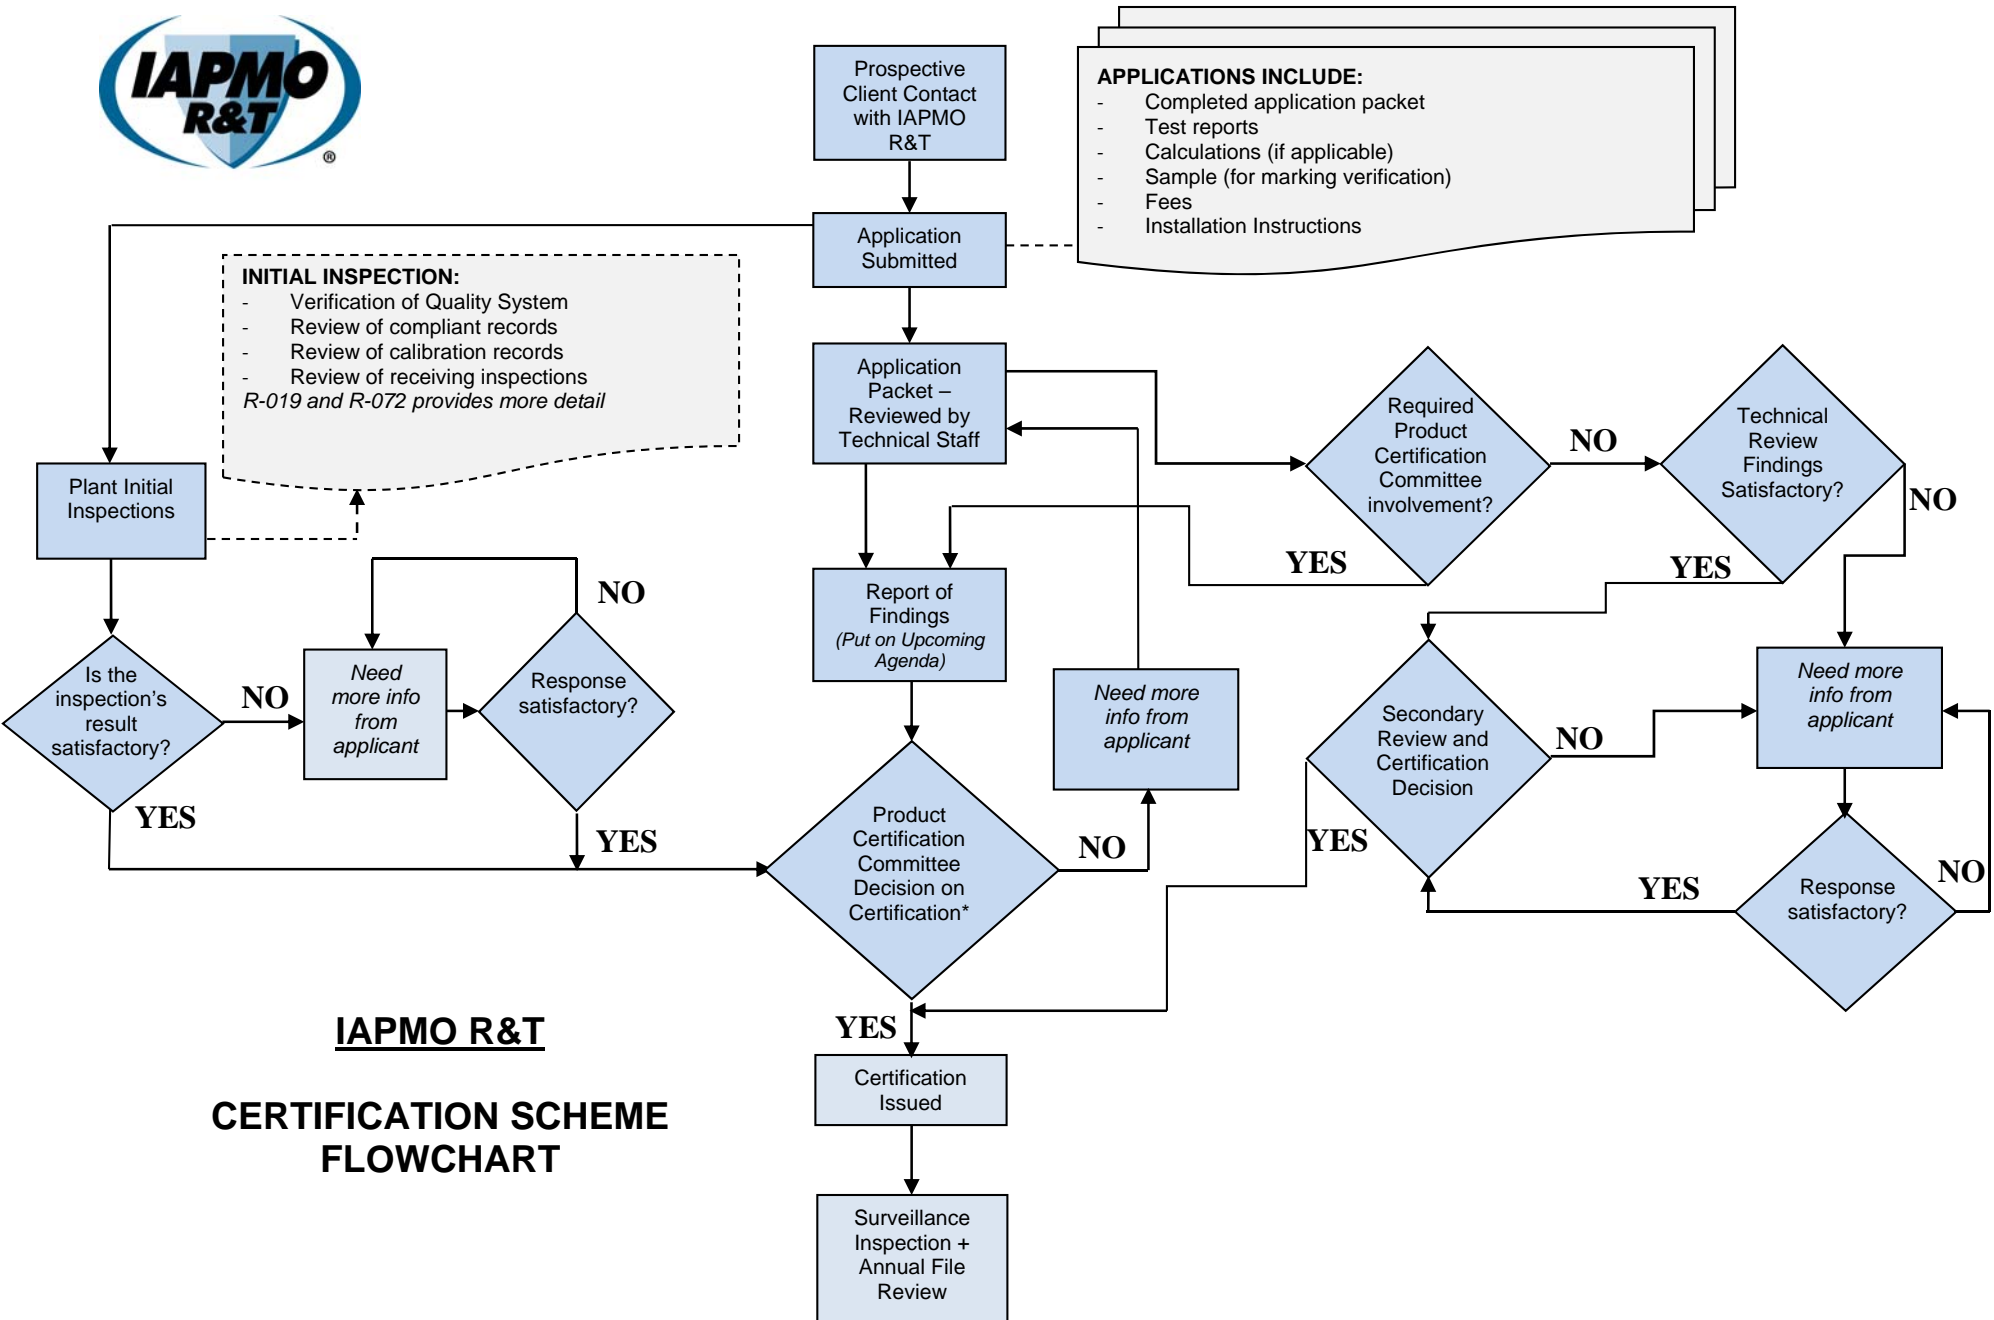 IAPMO
R&T
®
Prospective
Client Contact
with IAPMO
R&T
APPLICATIONS INCLUDE:
- Completed application packet
- Test reports
- Calculations (if applicable)
- Sample (for marking verification)
- Fees
- Installation Instructions
Application
Submitted
INITIAL INSPECTION:
- Verification of Quality System
- Review of compliant records
- Review of calibration records
- Review of receiving inspections
R-019 and R-072 provides more detail
Application
Packet –
Reviewed by
Technical Staff
Required
Product
Certification
Committee
involvement?
NO
Technical
Review
Findings
Satisfactory?
NO
Plant Initial
Inspections
YES
YES
NO
Report of
Findings
(Put on Upcoming
Agenda)
Is the
inspection's
result
satisfactory?
NO
Need
more info
from
applicant
Response
satisfactory?
Need more
info from
applicant
Secondary
Review and
Certification
Decision
NO
Need more
info from
applicant
YES
YES
Product
Certification
Committee
Decision on
Certification*
NO
YES
YES
Response
satisfactory?
NO
YES
IAPMO R&T
CERTIFICATION SCHEME
FLOWCHART
Certification
Issued
Surveillance
Inspection +
Annual File
Review